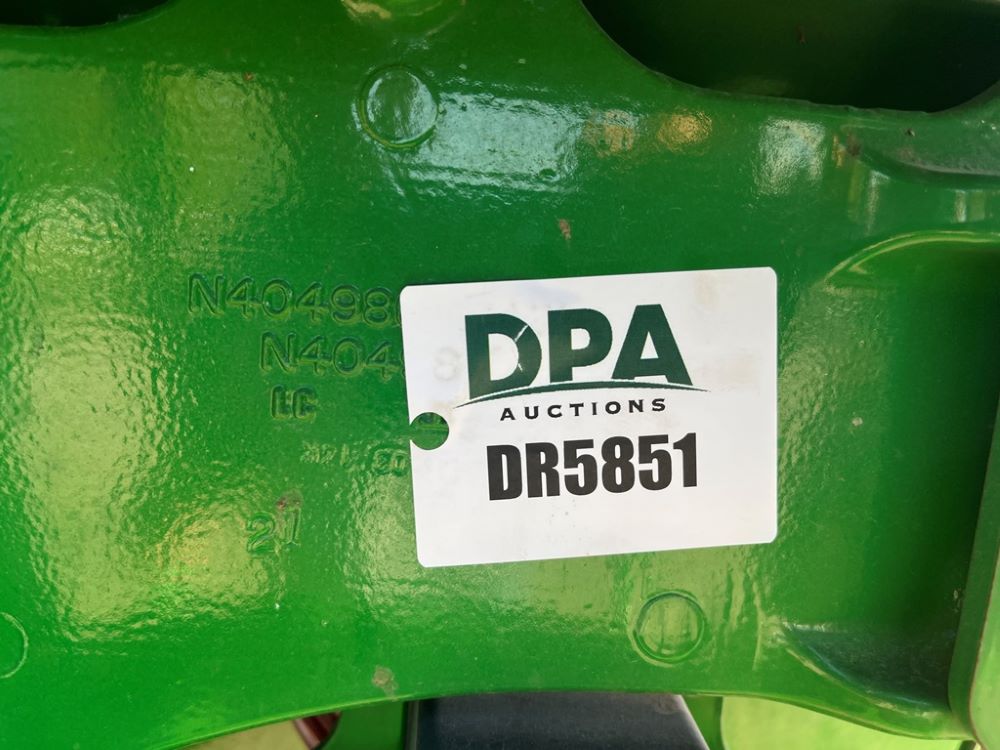 N40498
N404
LC
DPA
AUCTIONS
DR5851
21